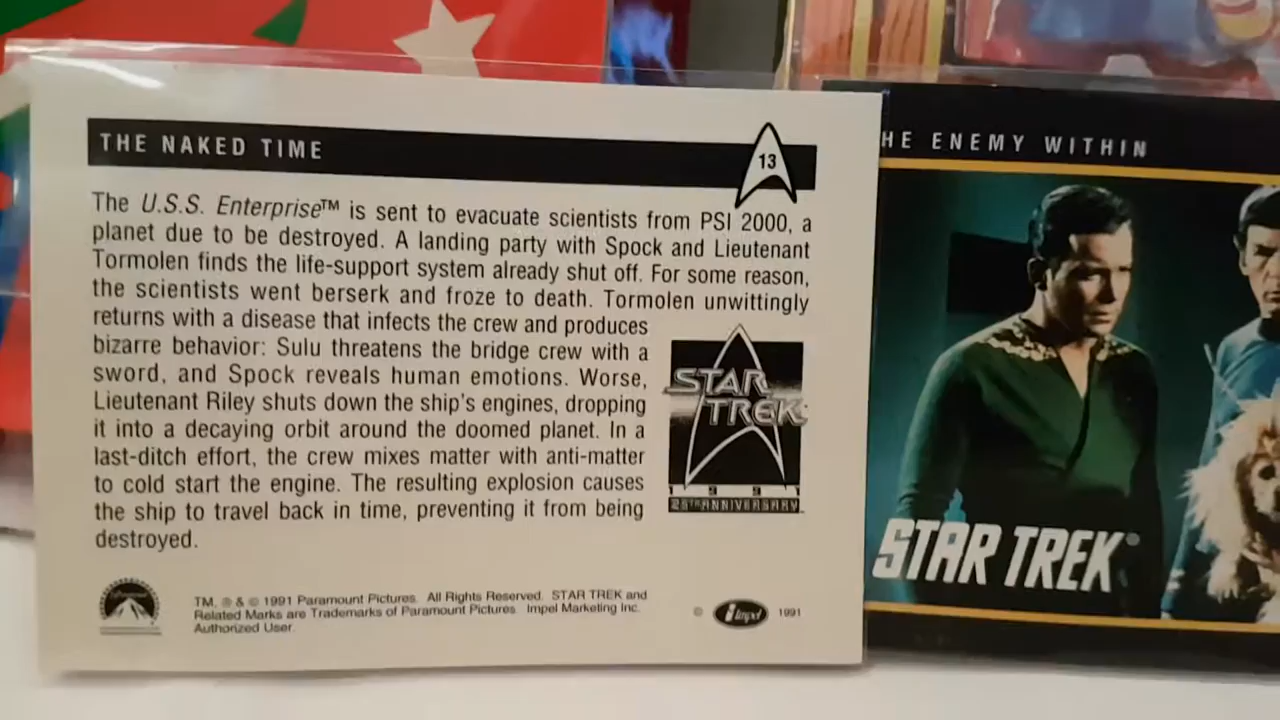 THE NAKED TIME
13
The U.S.S. Enterprise™ is sent to evacuate scientists from PSI 2000, a
planet due to be destroyed. A landing party with Spock and Lieutenant
Tormolen finds the life-support system already shut off. For some reason,
the scientists went berserk and froze to death. Tormolen unwittingly
returns with a disease that infects the crew and produces
bizarre behavior: Sulu threatens the bridge crew with a
sword, and Spock reveals human emotions. Worse,
Lieutenant Riley shuts down the ship's engines, dropping
it into a decaying orbit around the doomed planet. In a
last-ditch effort, the crew mixes matter with anti-matter
to cold start the engine. The resulting explosion causes
the ship to travel back in time, preventing it from being
destroyed.
STAR
TREK
25TH ANNIVERSARY
Paramount
TM, ® & © 1991 Paramount Pictures. All Rights Reserved. STAR TREK and
Related Marks are Trademarks of Paramount Pictures. Impel Marketing Inc.
Authorized User.
© Impel 1991
HE ENEMY WITHIN
STAR TREK®